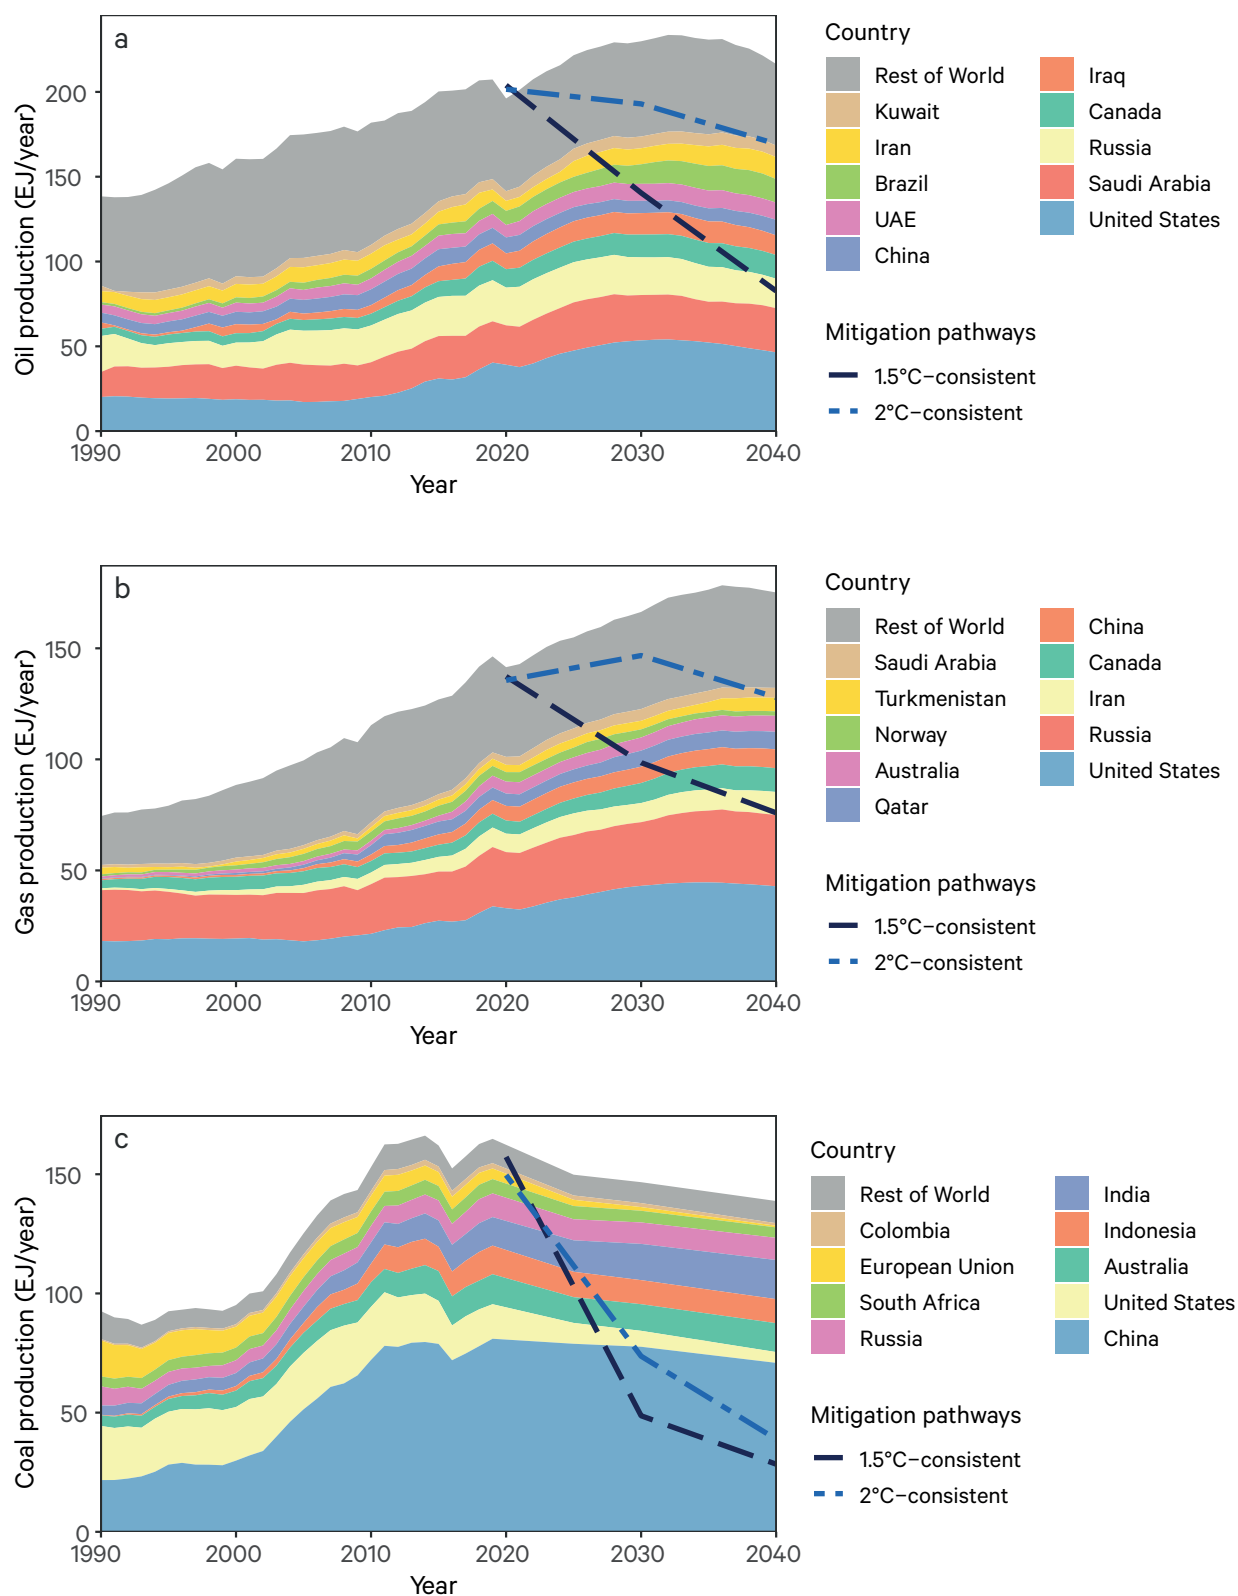 a
Oil production (EJ/year)
200
150
100
50
0
1990
2000
2010
2020
2030
2040
Year
Country
Rest of World
Kuwait
Iran
Brazil
UAE
China
Iraq
Canada
Russia
Saudi Arabia
United States
Mitigation pathways
1.5°C–consistent
2°C–consistent
b
Gas production (EJ/year)
150
100
50
0
1990
2000
2010
2020
2030
2040
Year
Country
Rest of World
Saudi Arabia
Turkmenistan
Norway
Australia
Qatar
China
Canada
Iran
Russia
United States
Mitigation pathways
1.5°C–consistent
2°C–consistent
c
Coal production (EJ/year)
150
100
50
0
1990
2000
2010
2020
2030
2040
Year
Country
Rest of World
Colombia
European Union
South Africa
Russia
India
Indonesia
Australia
United States
China
Mitigation pathways
1.5°C–consistent
2°C–consistent